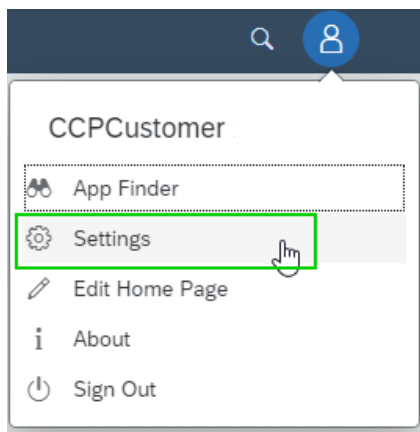 CCPCustomer
App Finder
Settings
Edit Home Page
About
Sign Out